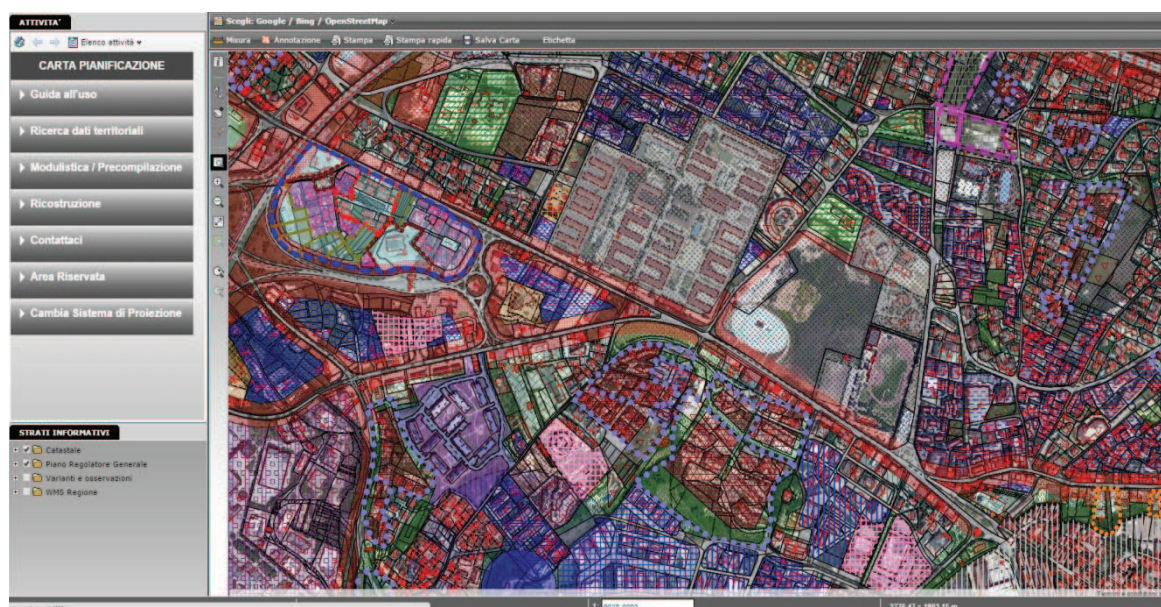 ATTIVITA'
Elenco attività
CARTA PIANIFICAZIONE
Guida all'uso
Ricerca dati territoriali
Modulistica / Precompilazione
Ricostruzione
Contattaci
Area Riservata
Cambia Sistema di Proiezione
STRATI INFORMATIVI
Catastale
Piano Regolatore Generale
Varianti e osservazioni
WMS Regione
Scegli: Google / Bing / OpenStreetMap
Misura Annotazione Stampa Stampa rapida Salva Carta Etichette